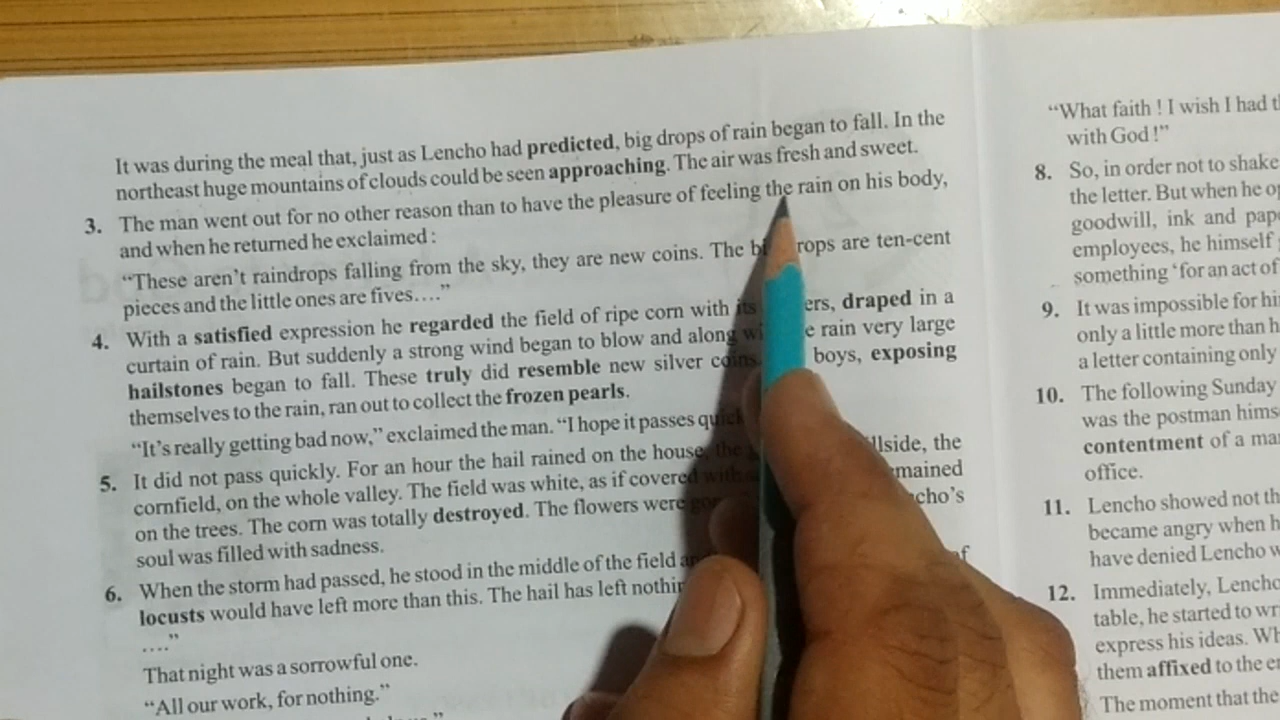 It was during the meal that, just as Lencho had predicted, big drops of rain began to fall. In the
northeast huge mountains of clouds could be seen approaching. The air was fresh and sweet.
3. The man went out for no other reason than to have the pleasure of feeling the rain on his body,
and when he returned he exclaimed :
“These aren’t raindrops falling from the sky, they are new coins. The rops are ten-cent
pieces and the little ones are fives....”
4. With a satisfied expression he regarded the field of ripe corn with its ers, draped in a
curtain of rain. But suddenly a strong wind began to blow and along e rain very large
hailstones began to fall. These truly did resemble new silver coins. boys, exposing
themselves to the rain, ran out to collect the frozen pearls.
“It’s really getting bad now,” exclaimed the man. “I hope it passes
5. It did not pass quickly. For an hour the hail rained on the house, llside, the
cornfield, on the whole valley. The field was white, as if covered with mained
on the trees. The corn was totally destroyed. The flowers were cho’s
soul was filled with sadness.
6. When the storm had passed, he stood in the middle of the field of
locusts would have left more than this. The hail has left
....”
That night was a sorrowful one.
“All our work, for nothing.”
“What faith ! I wish I had
with God !”
8. So, in order not to shake
the letter. But when he
goodwill, ink and
employees, he himself
something ‘for an act of
9. It was impossible for
only a little more than
a letter containing only
10. The following Sunday
was the postman
contentment of a
office.
11. Lencho showed not
became angry when
have denied Lencho
12. Immediately,
table, he started to
express his ideas.
them affixed to the
The moment that the